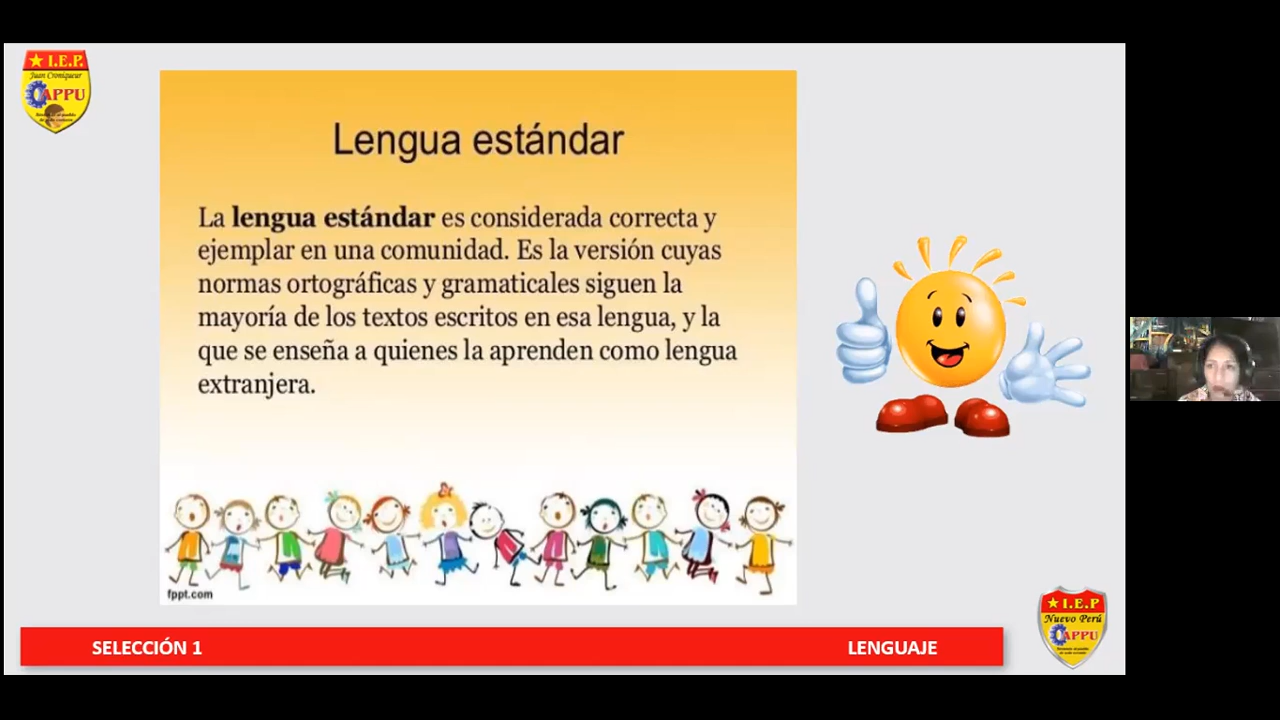 I.E.P.
Juan Croniqueur
APPU
Lengua estándar
La lengua estándar es considerada correcta y
ejemplar en una comunidad. Es la versión cuyas
normas ortográficas y gramaticales siguen la
mayoría de los textos escritos en esa lengua, y la
que se enseña a quienes la aprenden como lengua
extranjera.
fppt.com
SELECCIÓN 1
LENGUAJE
I.E.P
Nuevo Perú
APPU